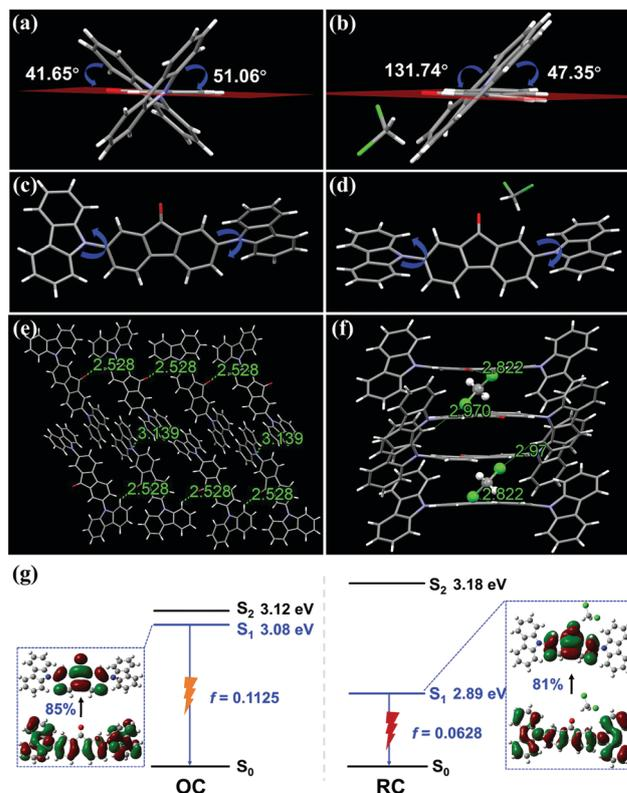 (a)
41.65°
51.06°
(b)
131.74°
47.35°
(c)
(d)
(e)
2.528
2.528
2.528
3.139
3.139
2.528
2.528
2.528
(f)
2.822
2.970
2.97
2.822
(g)
S2 3.12 eV
S1 3.08 eV
85%
f = 0.1125
S0
OC
S2 3.18 eV
S1 2.89 eV
81%
f = 0.0628
S0
RC